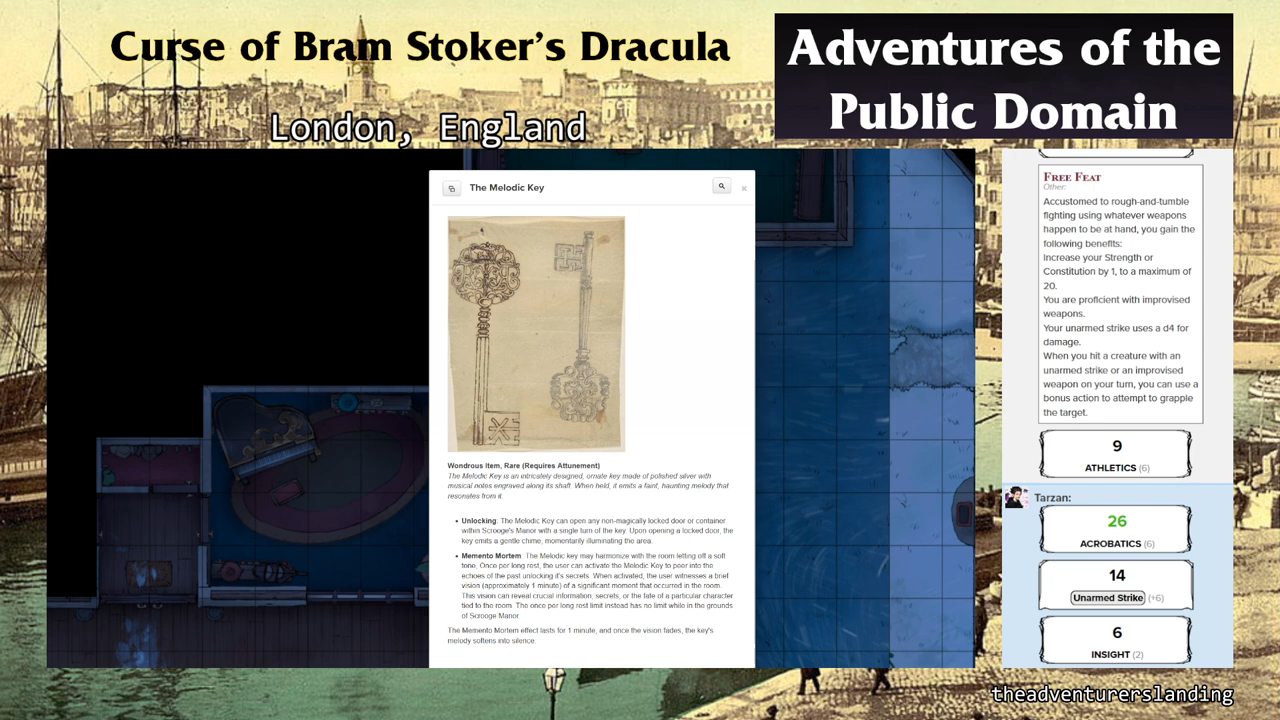 Curse of Bram Stoker's Dracula
London, England
Adventures of the
Public Domain
The Melodic Key
Wondrous Item, Rare (Requires Attunement)
The Melodic Key is an intricately designed, ornate key made of polished silver with
musical notes engraved along its shaft. When held, it emits a faint, haunting melody that
resonates from it.
Unlocking: The Melodic Key can open any non-magically locked door or container
within Scrooge's Manor with a single turn of the key. Upon opening a locked door, the
key emits a gentle chime, momentarily illuminating the area.
Memento Mortem: The Melodic key may harmonize with the room letting off a soft
tone, Once per long rest, the user can activate the Melodic Key to peer into the
echoes of the past unlocking it's secrets. When activated, the user witnesses a brief
vision (approximately 1 minute) of a significant moment that occurred in the room.
This vision can reveal crucial information, secrets, or the fate of a particular character
tied to the room. The once per long rest limit instead has no limit while in the grounds
of Scrooge Manor.
The Memento Mortem effect lasts for 1 minute, and once the vision fades, the key's
melody softens into silence.
Free Feat
Other:
Accustomed to rough-and-tumble
fighting using whatever weapons
happen to be at hand, you gain the
following benefits:
Increase your Strength or
Constitution by 1, to a maximum of
20.
You are proficient with improvised
weapons.
Your unarmed strike uses a d4 for
damage.
When you hit a creature with an
unarmed strike or an improvised
weapon on your turn, you can use a
bonus action to attempt to grapple
the target.
9
ATHLETICS (6)
Tarzan:
26
ACROBATICS (6)
14
Unarmed Strike (+6)
6
INSIGHT (2)
theadventurerslanding